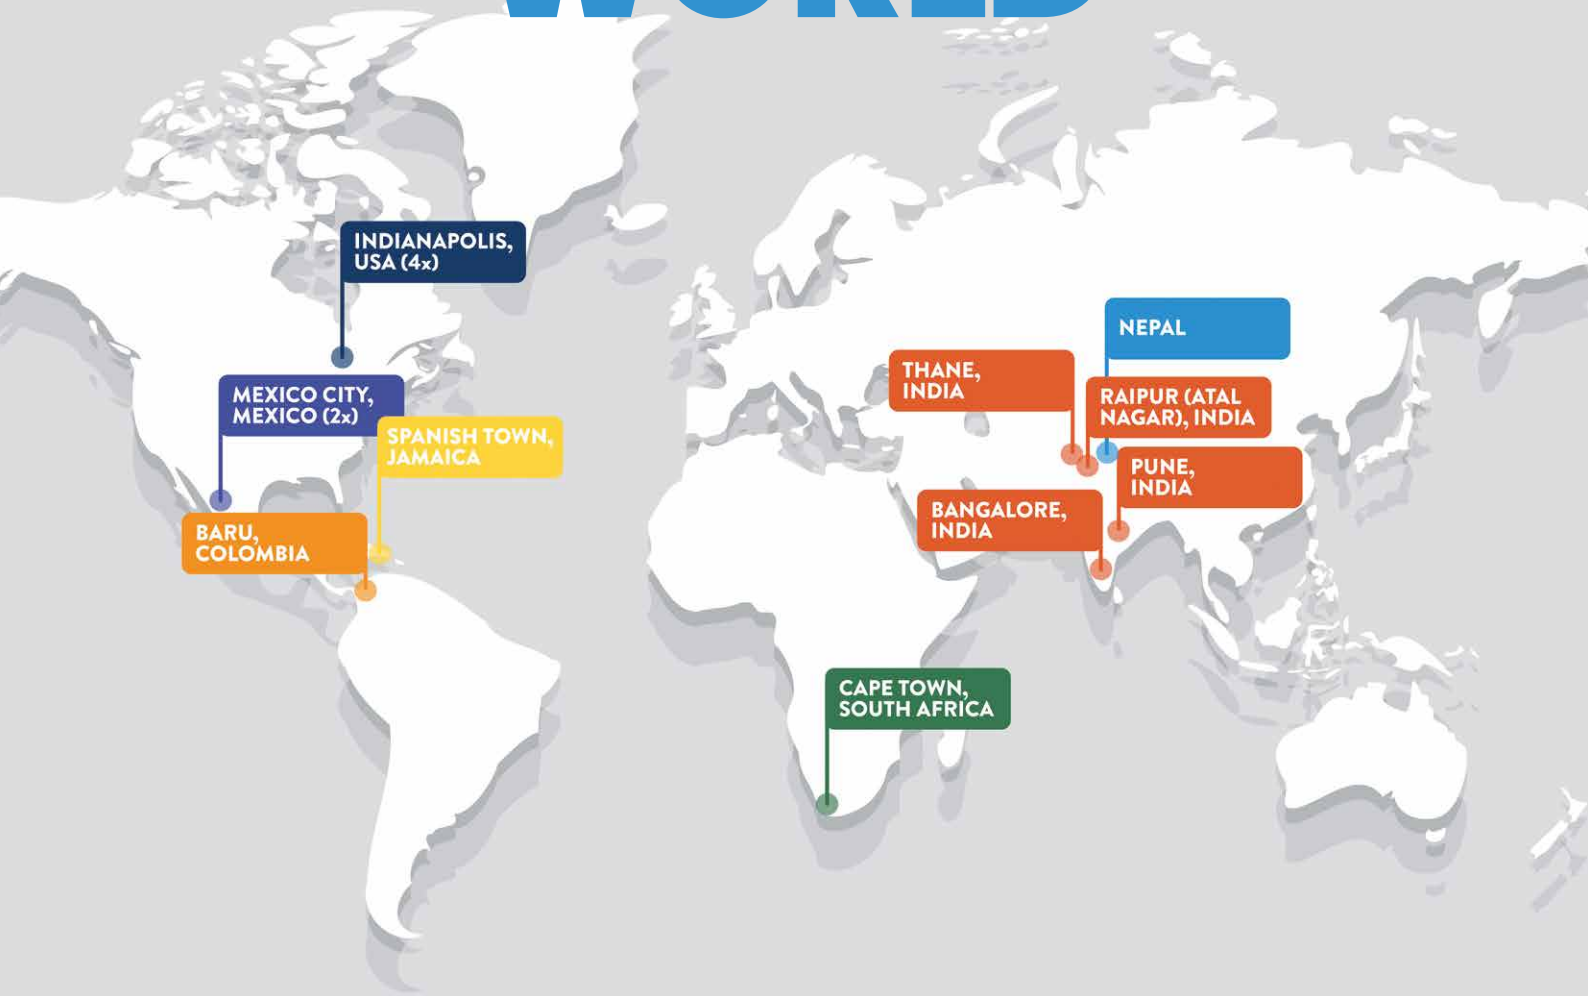 WORLD
INDIANAPOLIS,
USA (4x)
NEPAL
THANE,
INDIA
MEXICO CITY,
MEXICO (2x)
RAIPUR (ATAL
NAGAR), INDIA
SPANISH TOWN,
JAMAICA
PUNE,
INDIA
BANGALORE,
INDIA
BARU,
COLOMBIA
CAPE TOWN,
SOUTH AFRICA